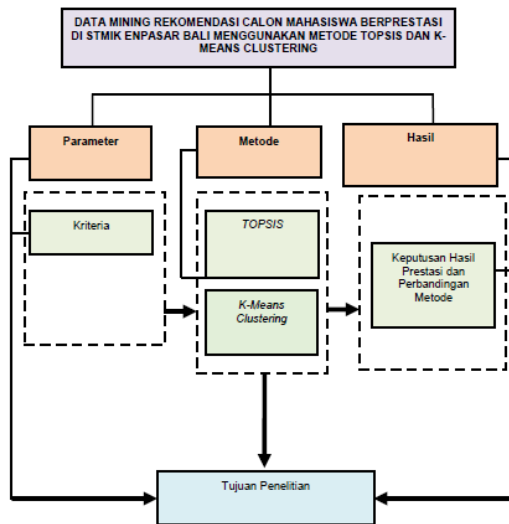 DATA MINING REKOMENDASI CALON MAHASISWA BERPRESTASI
DI STMIK ENPASAR BALI MENGGUNAKAN METODE TOPSIS DAN K-
MEANS CLUSTERING
Parameter
Metode
Hasil
Kriteria
TOPSIS
K-Means
Clustering
Keputusan Hasil
Prestasi dan
Perbandingan
Metode
Tujuan Penelitian